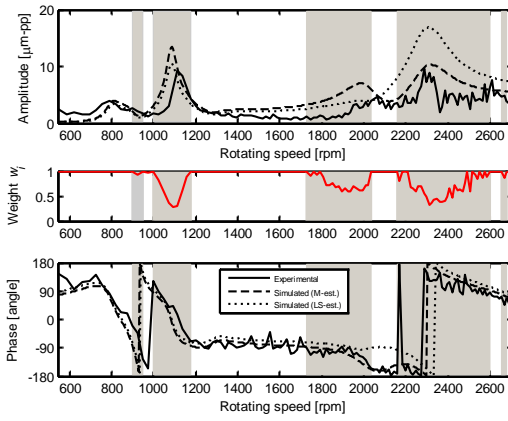 20
10
0
Amplitude [µm-pp]
600 800 1000 1200 1400 1600 1800 2000 2200 2400 2600
Rotating speed [rpm]
1
0.5
0
Weight wi
600 800 1000 1200 1400 1600 1800 2000 2200 2400 2600
180
90
0
-90
-180
Phase [angle]
Experimental
Simulated (M-est.)
Simulated (LS-est.)
600 800 1000 1200 1400 1600 1800 2000 2200 2400 2600
Rotating speed [rpm]